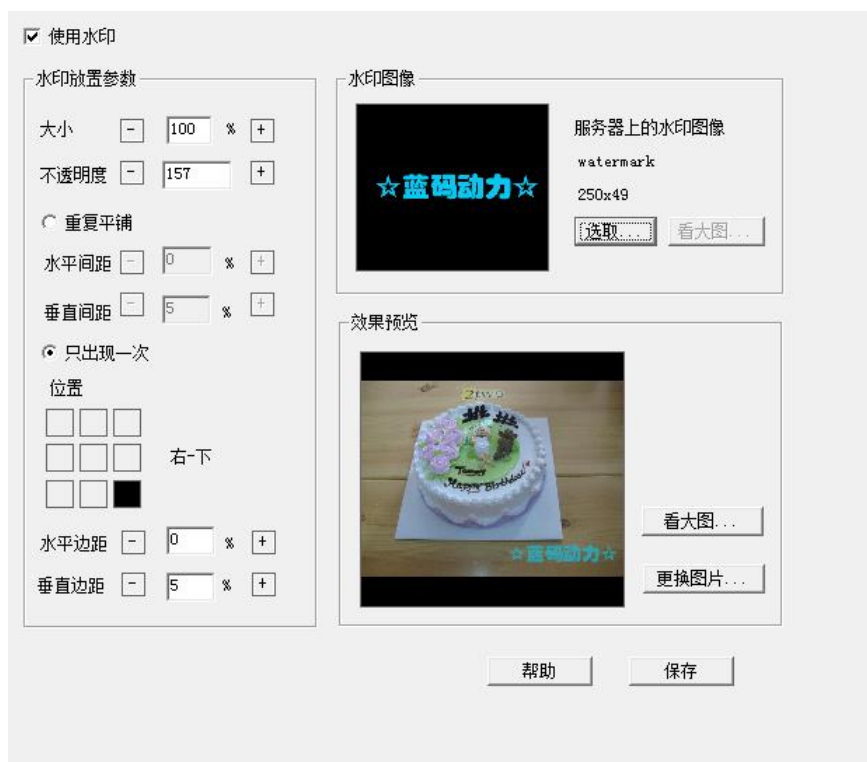 使用水印
水印放置参数
大小 - 100 % +
不透明度 - 157 +
重复平铺
水平间距 - 0 % +
垂直间距 - 5 % +
只出现一次
位置
右-下
水平边距 - 0 % +
垂直边距 - 5 % +
水印图像
☆蓝码动力☆
服务器上的水印图像
watermark
250x49
选取...
看大图...
效果预览
Tommy
Happy Birthday!
☆蓝码动力☆
看大图...
更换图片...
帮助
保存